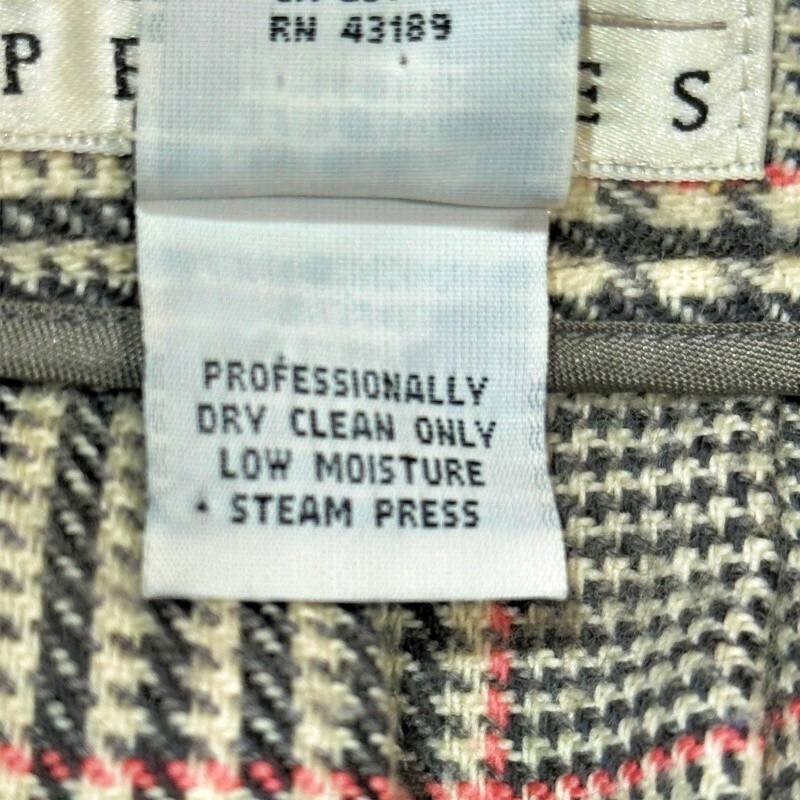 RN 43189
P E S
PROFESSIONALLY
DRY CLEAN ONLY
LOW MOISTURE
STEAM PRESS